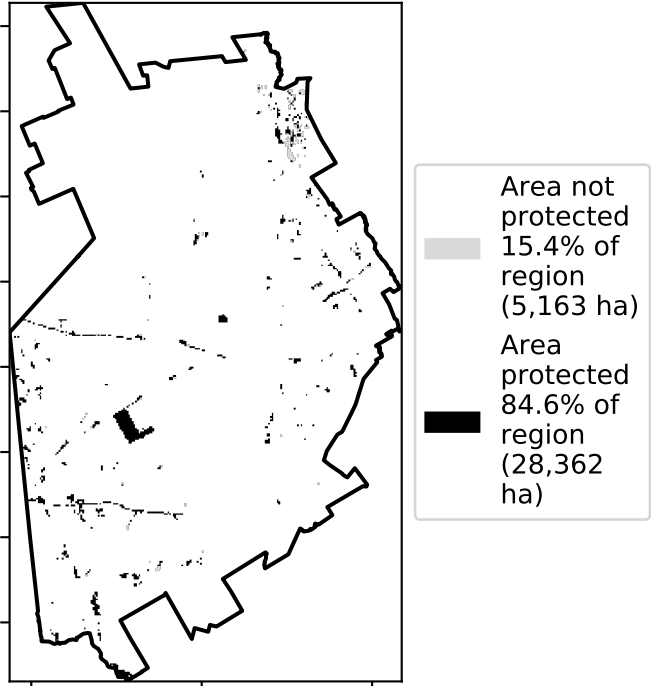 Area not
protected
15.4% of
region
(5,163 ha)
Area
protected
84.6% of
region
(28,362
ha)